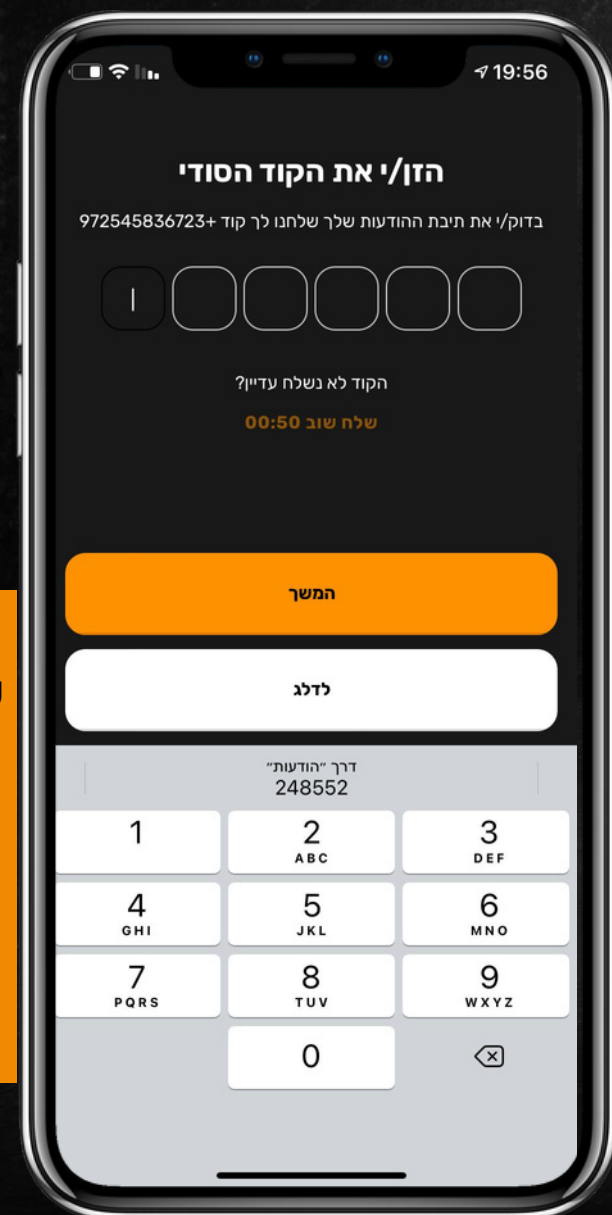 19:56
הזן/י את הקוד הסודי
בדוק/י את תיבת ההודעות שלך שלחנו לך קוד +972545836723
הקוד לא נשלח עדיין?
שלח שוב 00:50
המשך
לדלג
דרך ״הודעות״
248552
1 2 3
ABC DEF
4 5 6
GHI JKL MNO
7 8 9
PQRS TUV WXYZ
0